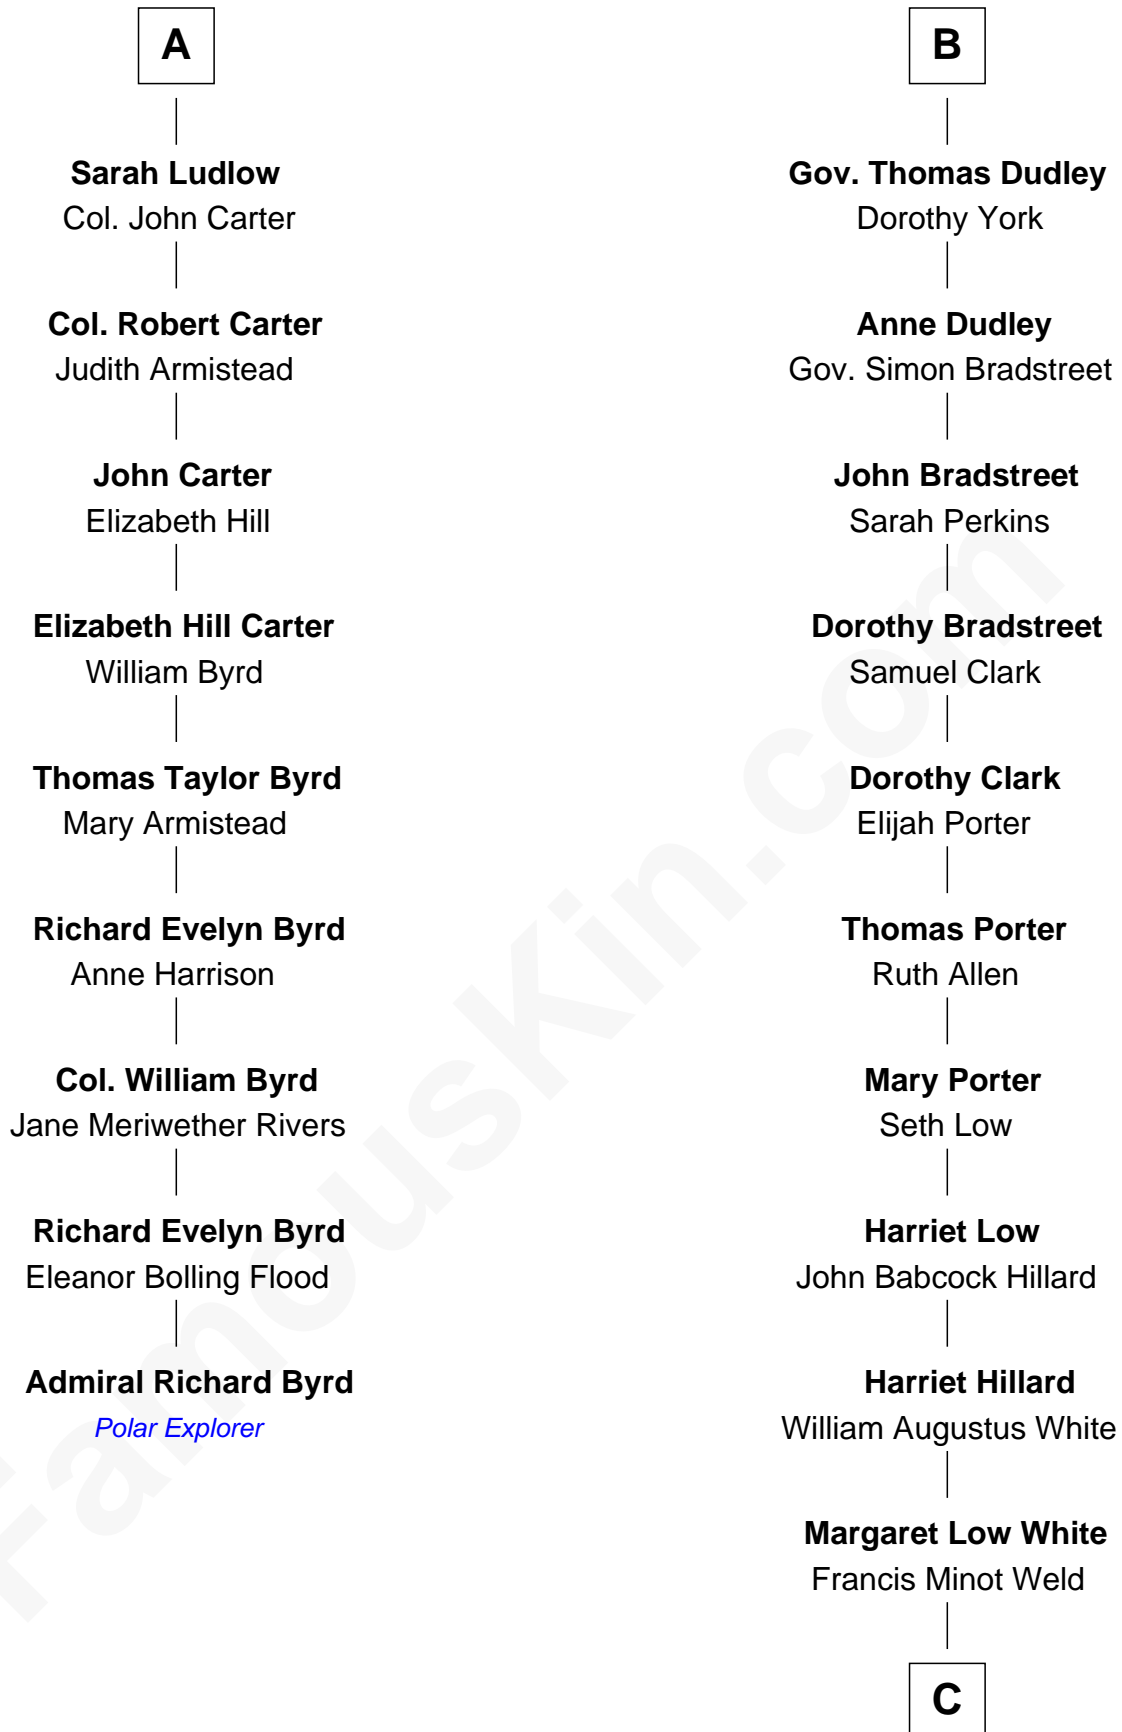 A
Sarah Ludlow
Col. John Carter
Col. Robert Carter
Judith Armistead
John Carter
Elizabeth Hill
Elizabeth Hill Carter
William Byrd
Thomas Taylor Byrd
Mary Armistead
Richard Evelyn Byrd
Anne Harrison
Col. William Byrd
Jane Meriwether Rivers
Richard Evelyn Byrd
Eleanor Bolling Flood
Admiral Richard Byrd
Polar Explorer
B
Gov. Thomas Dudley
Dorothy York
Anne Dudley
Gov. Simon Bradstreet
John Bradstreet
Sarah Perkins
Dorothy Bradstreet
Samuel Clark
Dorothy Clark
Elijah Porter
Thomas Porter
Ruth Allen
Mary Porter
Seth Low
Harriet Low
John Babcock Hillard
Harriet Hillard
William Augustus White
Margaret Low White
Francis Minot Weld
C
FamousKin.com